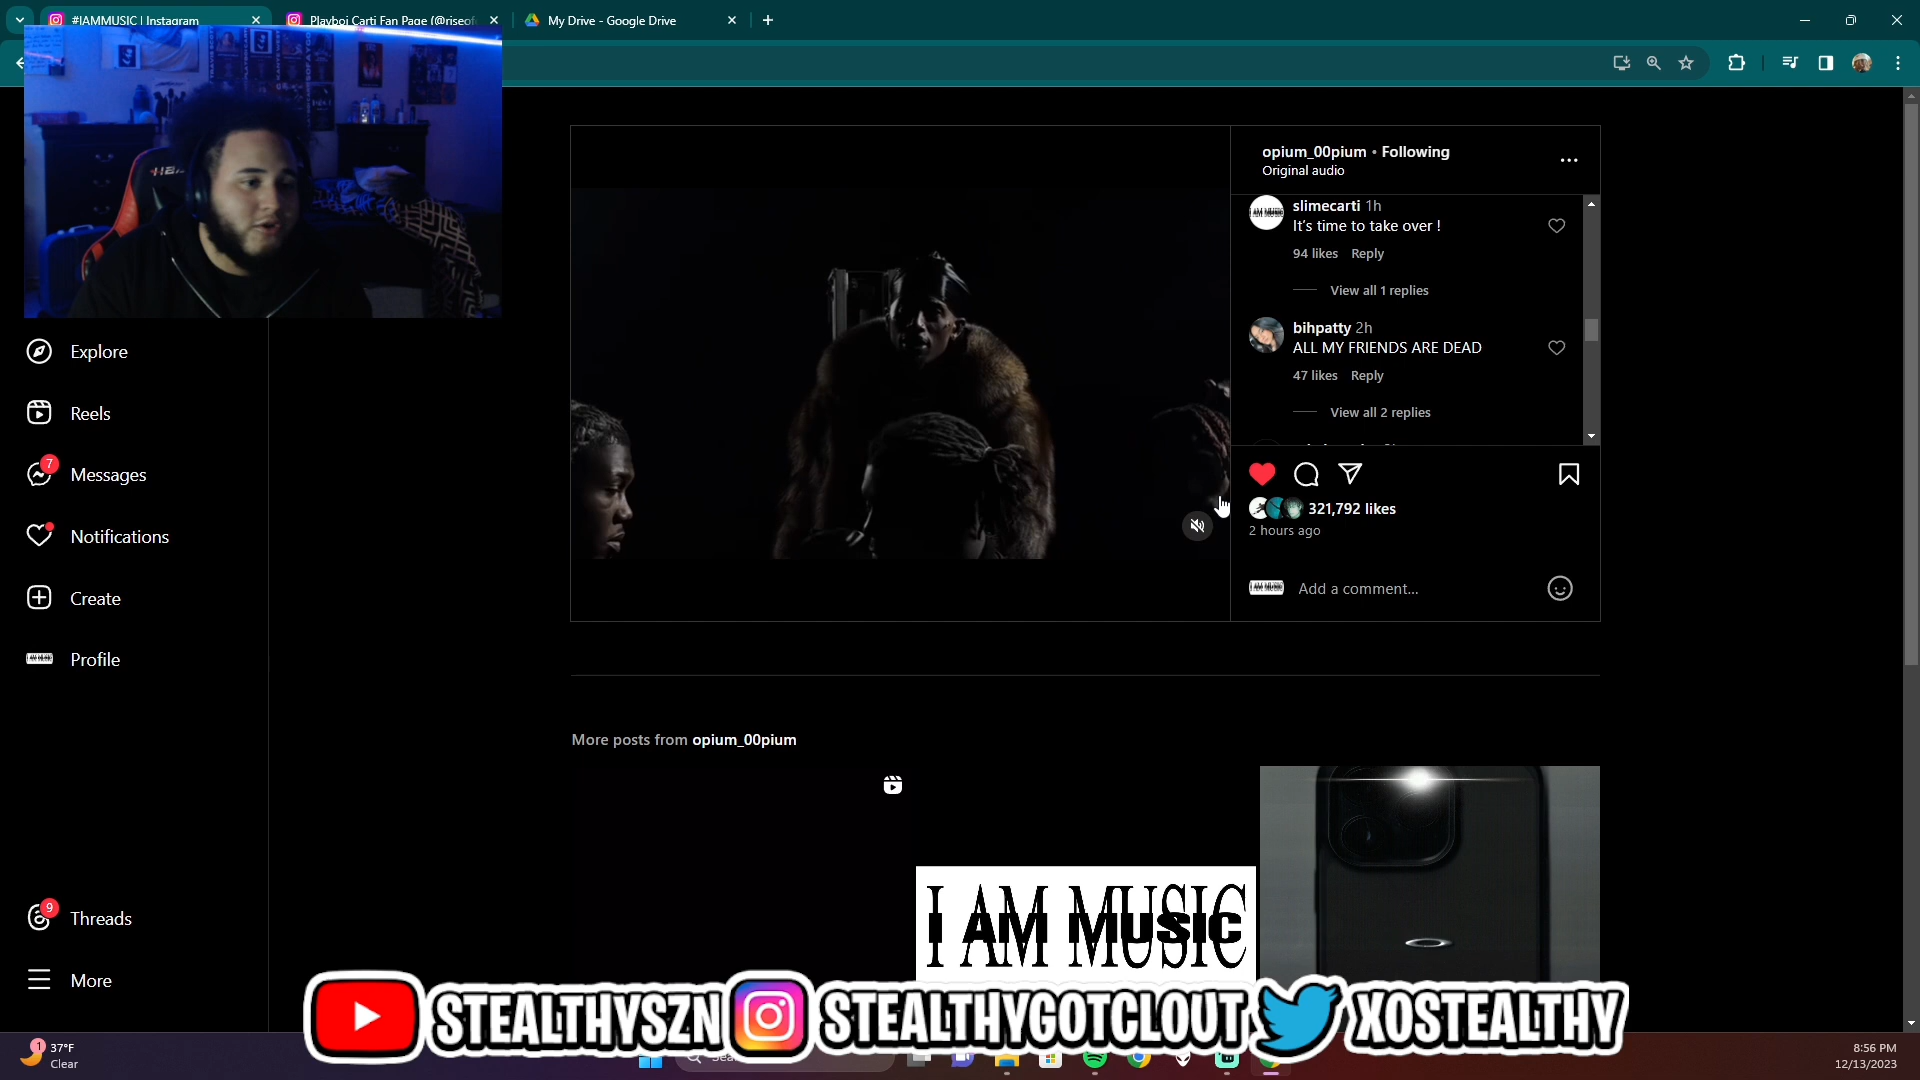 #IAMMUSIC | Instagram
Playboi Carti Fan Page (@riseof
My Drive - Google Drive
opium_00pium • Following
Original audio
slimecarti 1h
It's time to take over !
94 likes Reply
View all 1 replies
bihpatty 2h
ALL MY FRIENDS ARE DEAD
47 likes Reply
View all 2 replies
321,792 likes
2 hours ago
Add a comment...
Explore
Reels
7
Messages
Notifications
Create
Profile
9
Threads
More
More posts from opium_00pium
I AM MUSIC
STEALTHYSZN STEALTHYGOTCLOUT XOSTEALTHY
1
37°F
Clear
8:56 PM
12/13/2023